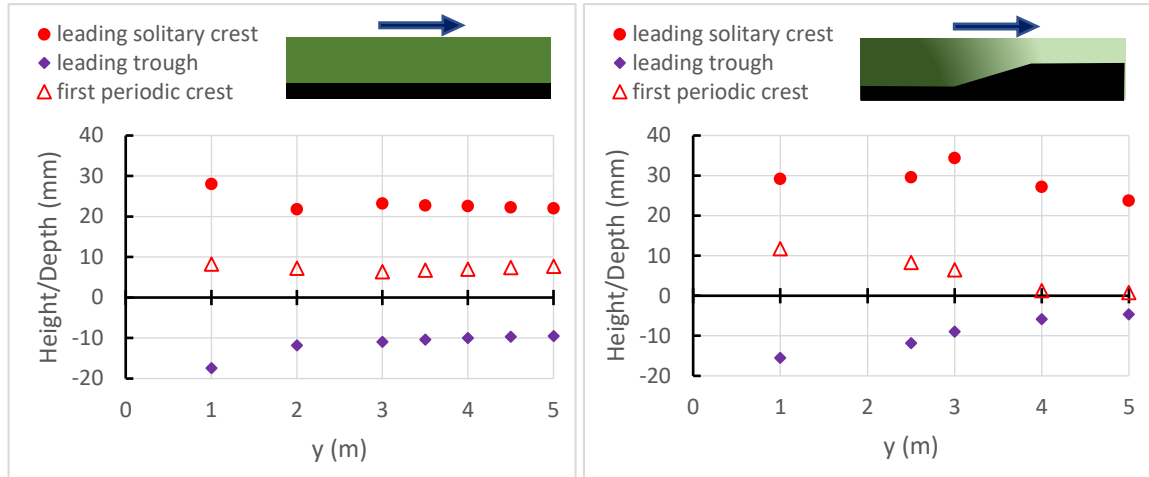 leading solitary crest
leading trough
first periodic crest
Height/Depth (mm)
40
30
20
10
0
-10
-20
0 1 2 3 4 5
y (m)
leading solitary crest
leading trough
first periodic crest
Height/Depth (mm)
40
30
20
10
0
-10
-20
0 1 2 3 4 5
y (m)